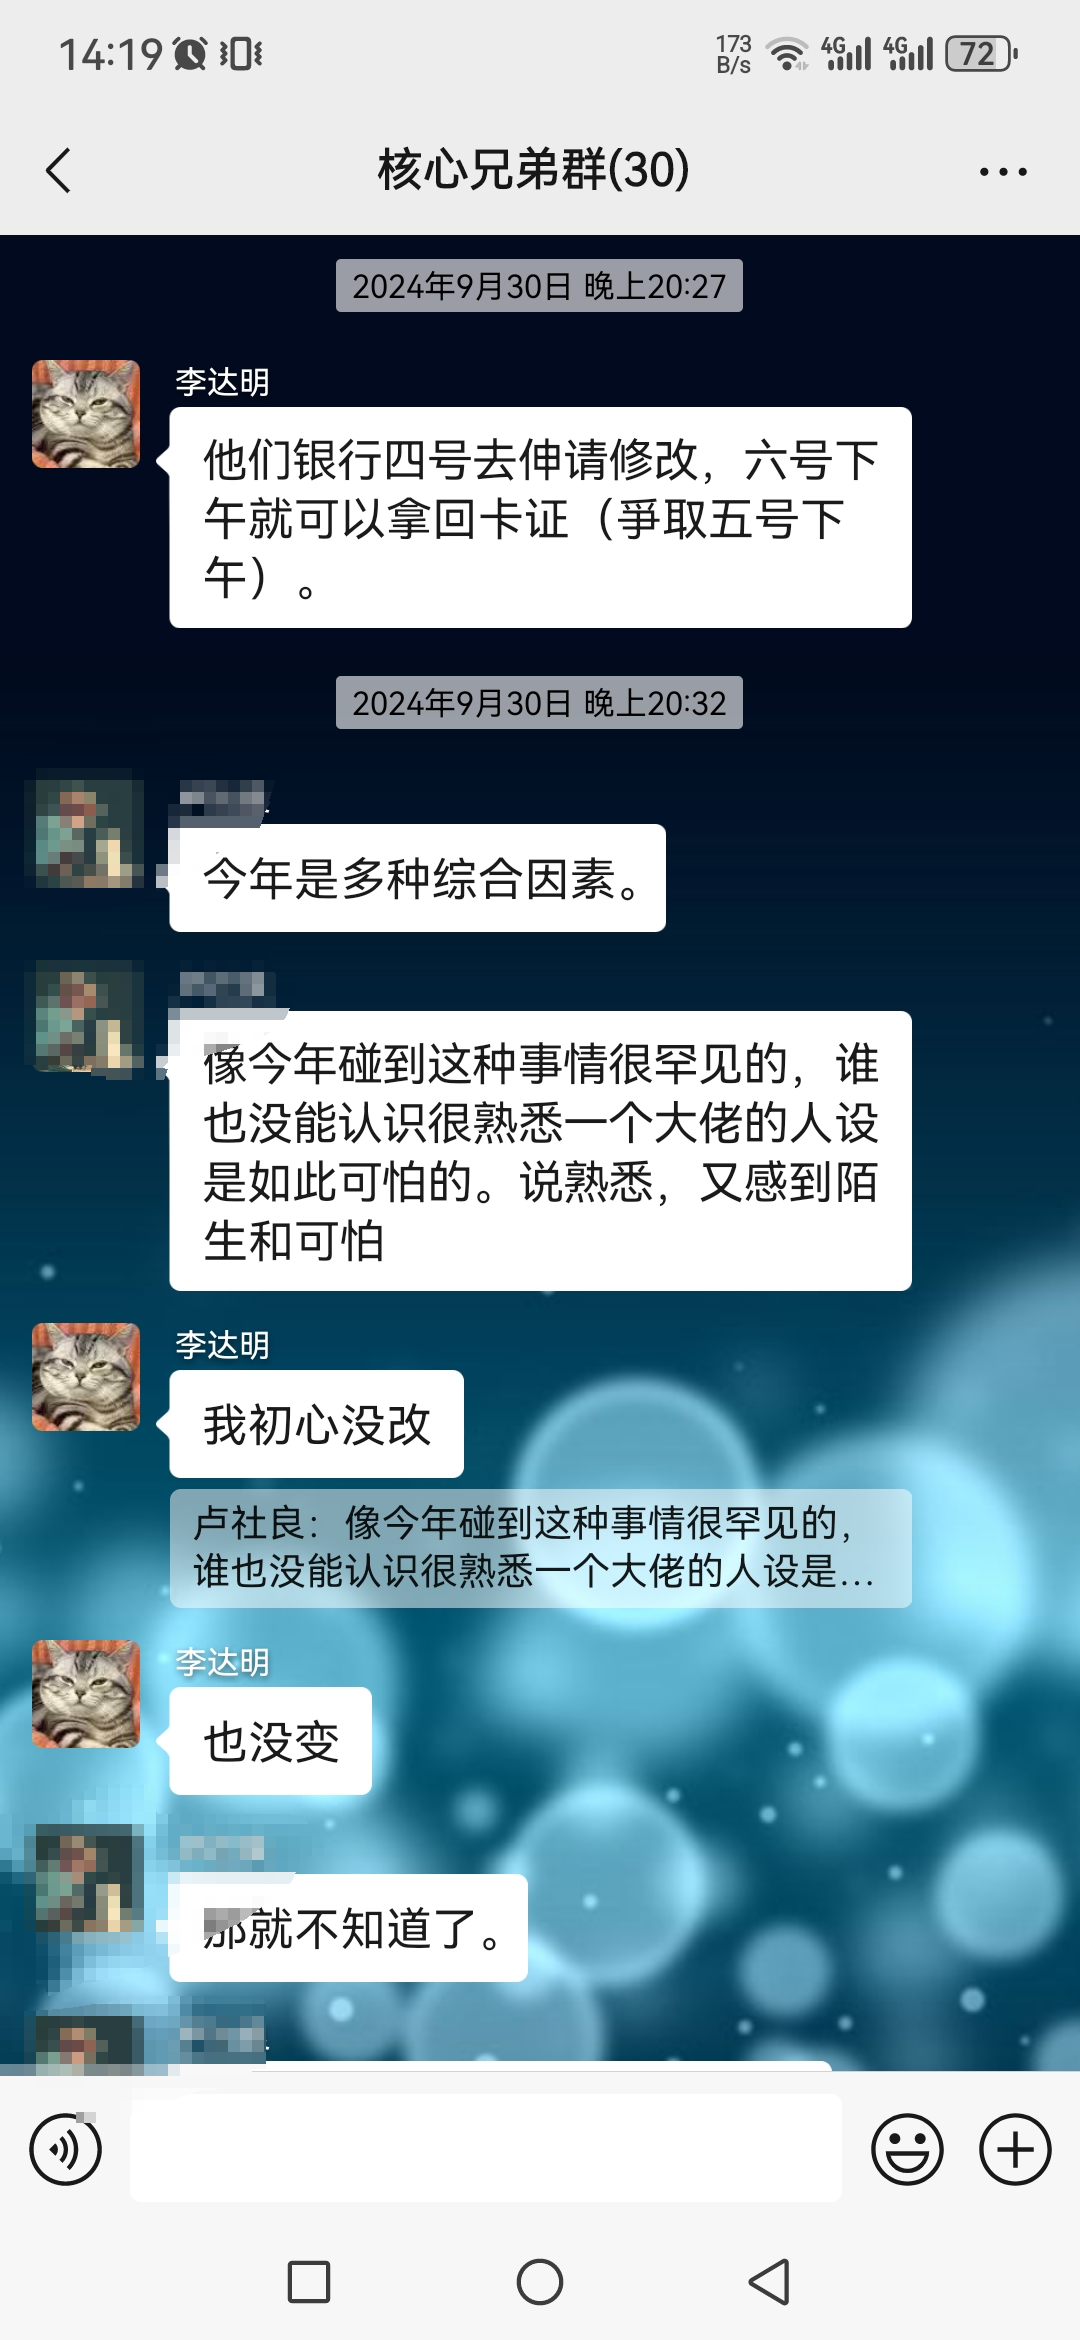 14:19
173 B/s 4G 4G 72
核心兄弟群(30)
2024年9月30日 晚上20:27
李达明
他们银行四号去伸请修改，六号下
午就可以拿回卡证（爭取五号下
午）。
2024年9月30日 晚上20:32
今年是多种综合因素。
像今年碰到这种事情很罕见的，谁
也没能认识很熟悉一个大佬的人设
是如此可怕的。说熟悉，又感到陌
生和可怕
李达明
我初心没改
卢社良：像今年碰到这种事情很罕见的，
谁也没能认识很熟悉一个大佬的人设是...
李达明
也没变
那就不知道了。